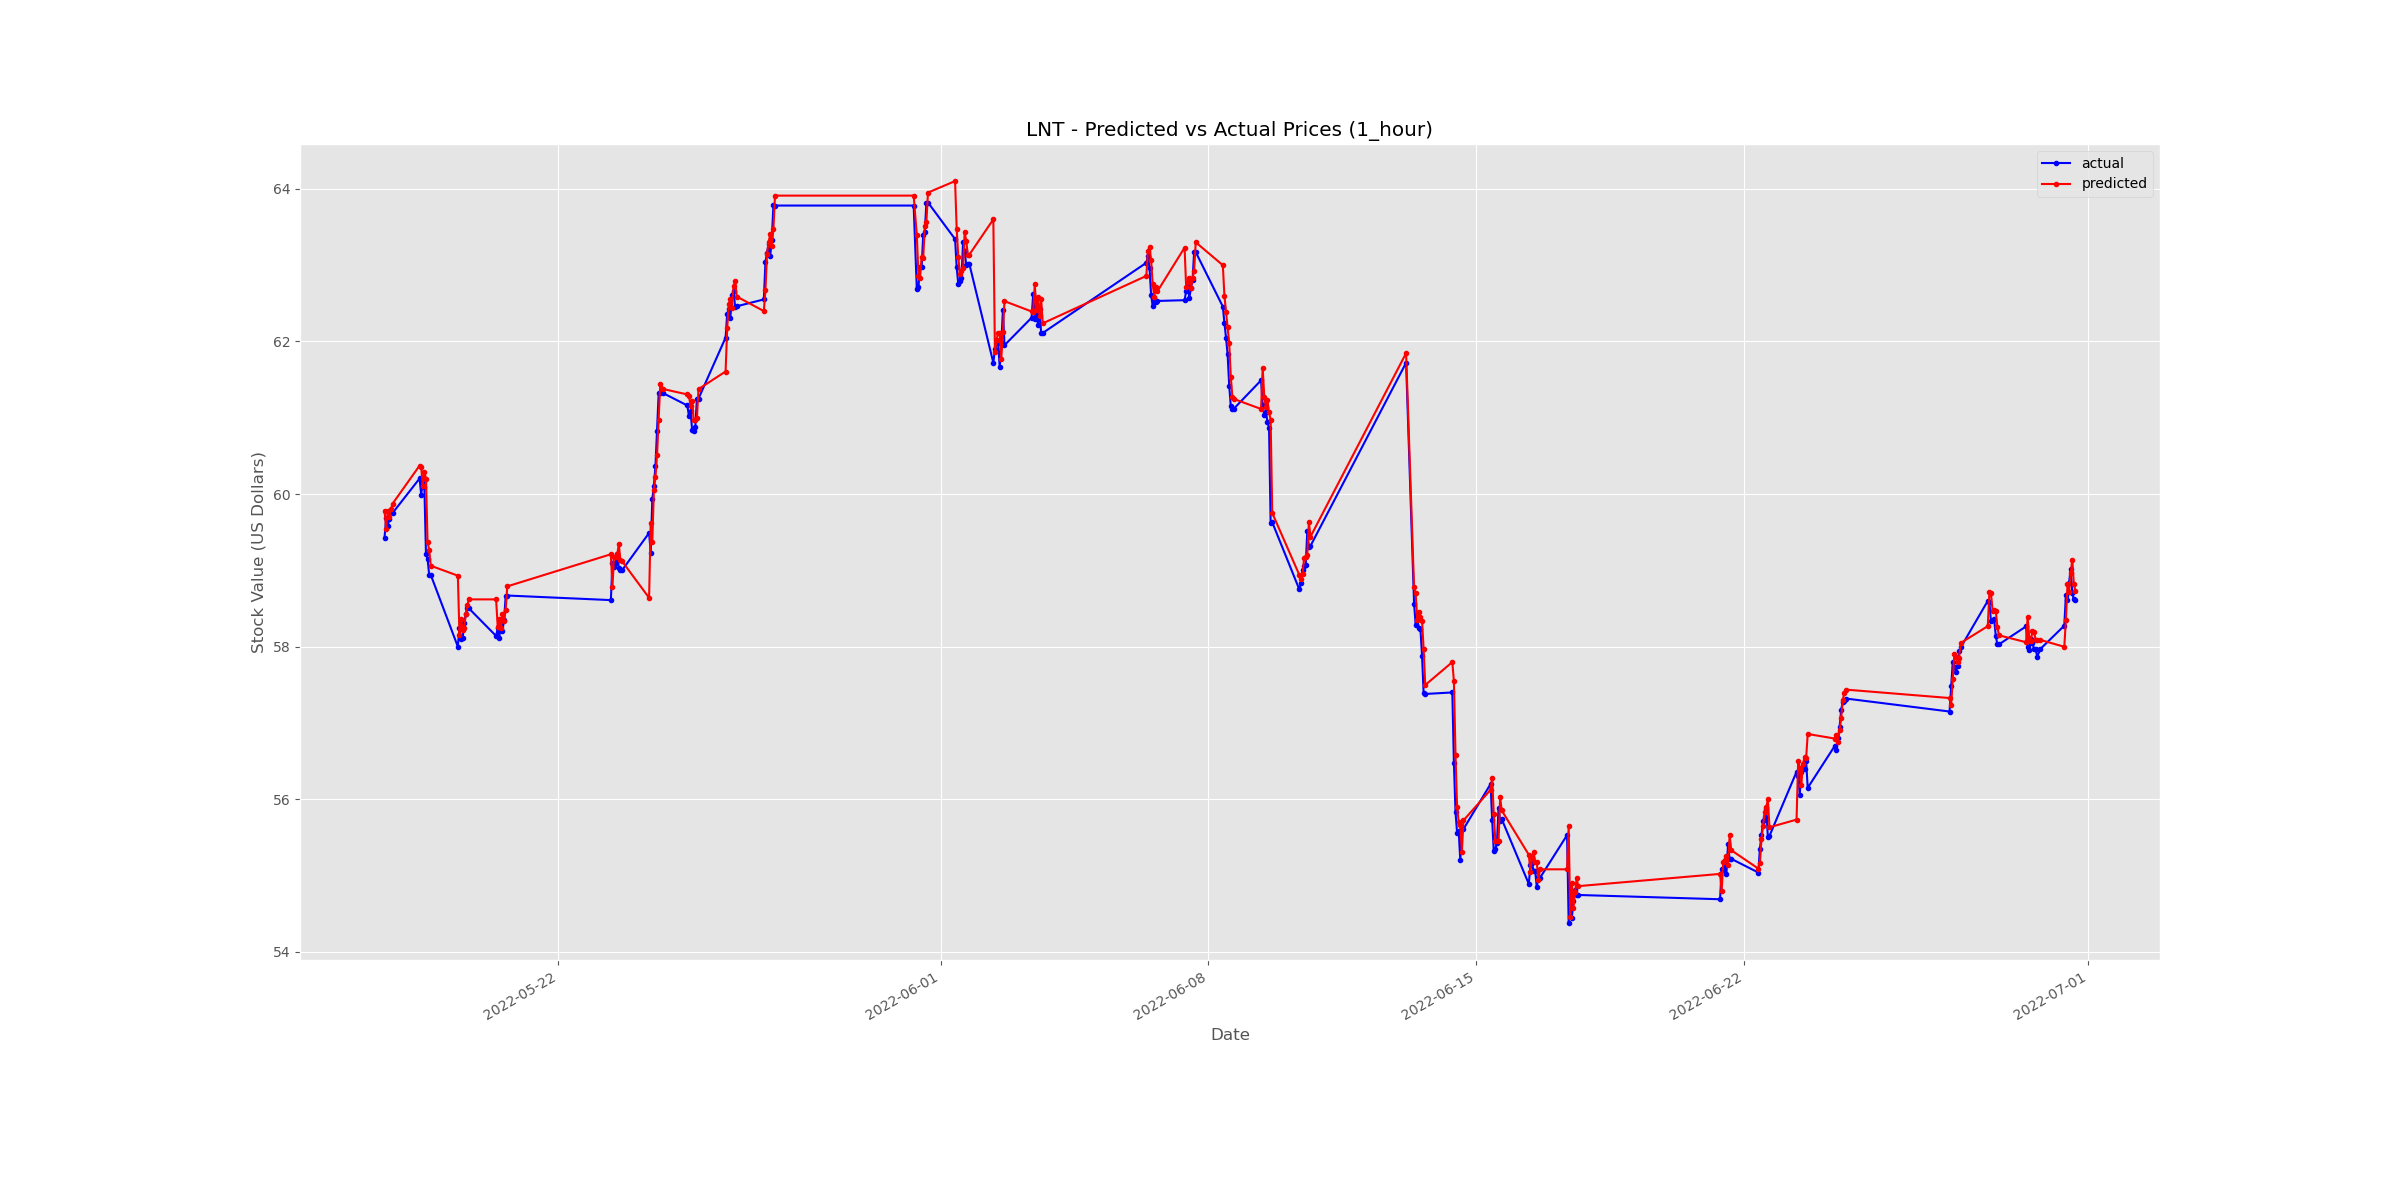 LNT - Predicted vs Actual Prices (1_hour)
actual
predicted
Stock Value (US Dollars)
64
62
60
58
56
54
2022-05-22
2022-06-01
2022-06-08
2022-06-15
2022-06-22
2022-07-01
Date